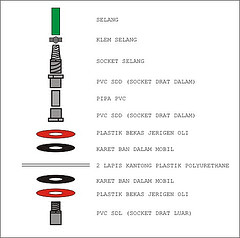 SELANG
KLEM SELANG
SOCKET SELANG
PVC SDD (SOCKET DRAT DALAM)
PIPA PVC
PVC SDD (SOCKET DRAT DALAM)
PLASTIK BEKAS JERIGEN OLI
KARET BAN DALAM MOBIL
2 LAPIS KANTONG PLASTIK POLYURETHANE
KARET BAN DALAM MOBIL
PLASTIK BEKAS JERIGEN OLI
PVC SDL (SOCKET DRAT LUAR)